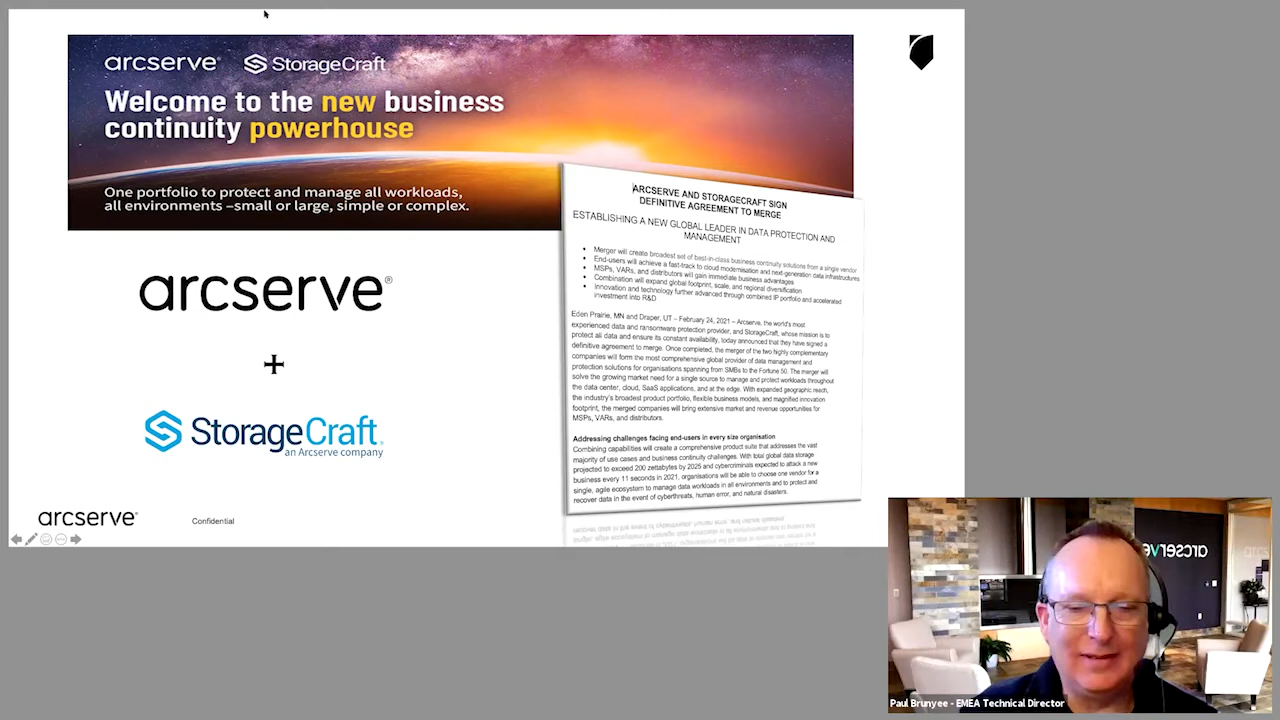 arcserve® StorageCraft
Welcome to the new business
continuity powerhouse
One portfolio to protect and manage all workloads,
all environments –small or large, simple or complex.
ARCSERVE AND STORAGECRAFT SIGN
DEFINITIVE AGREEMENT TO MERGE
ESTABLISHING A NEW GLOBAL LEADER IN DATA PROTECTION AND
MANAGEMENT
• Merger will create broadest set of best-in-class business continuity solutions from a single vendor
• End-users will achieve a fast-track to cloud modernisation and next-generation data infrastructures
• MSPs, VARs, and distributors will gain immediate business advantages
• Combination will expand global footprint, scale, and regional diversification
• Innovation and technology further advanced through combined IP portfolio and accelerated
investment into R&D
Eden Prairie, MN and Draper, UT – February 24, 2021 – Arcserve, the world's most
experienced data and ransomware protection provider, and StorageCraft, whose mission is to
protect all data and ensure its constant availability, today announced that they have signed a
definitive agreement to merge. Once completed, the merger of the two highly complementary
companies will form the most comprehensive global provider of data management and
protection solutions for organisations spanning from SMBs to the Fortune 50. The merger will
solve the growing market need for a single source to manage and protect workloads throughout
the data center, cloud, SaaS applications, and at the edge. With expanded geographic reach,
the industry's broadest product portfolio, flexible business models, and magnified innovation
footprint, the merged companies will bring extensive market and revenue opportunities for
MSPs, VARs, and distributors.
Addressing challenges facing end-users in every size organisation
Combining capabilities will create a comprehensive product suite that addresses the vast
majority of use cases and business continuity challenges. With total global data storage
projected to exceed 200 zettabytes by 2025 and cybercriminals expected to attack a new
business every 11 seconds in 2021, organisations will be able to choose one vendor for a
single, agile ecosystem to manage data workloads in all environments and to protect and
recover data in the event of cyberthreats, human error, and natural disasters.
arcserve®
+
StorageCraft®
an Arcserve company
arcserve® Confidential
arcserve
Paul Brunyee - EMEA Technical Director